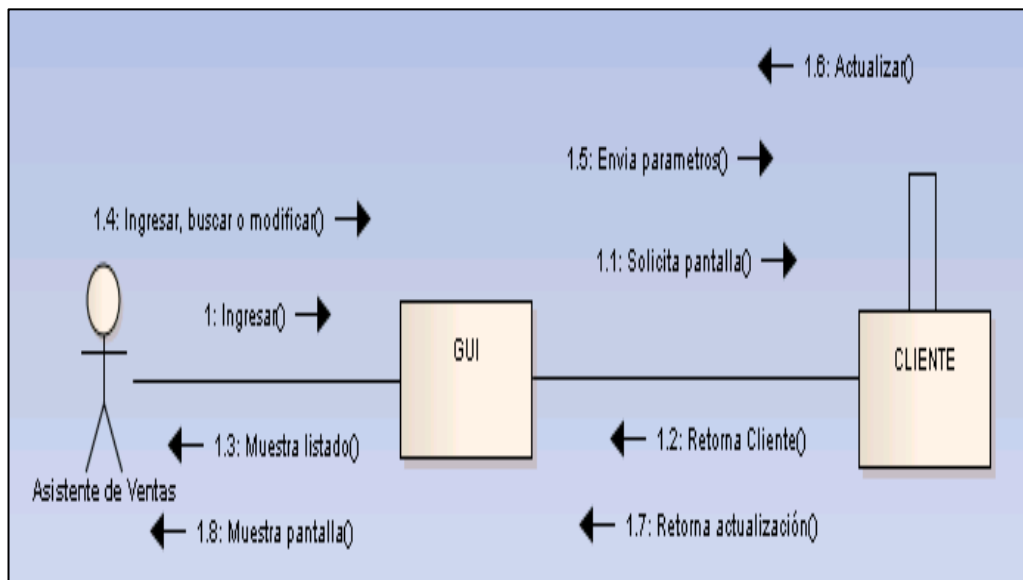 1.6: Actualizar()
1.5: Envia parametros()
1.4: Ingresar, buscar o modificar()
1.1: Solicita pantalla()
1: Ingresar()
GUI
CLIENTE
1.3: Muestra listado()
1.2: Retorna Cliente()
Asistente de Ventas
1.8: Muestra pantalla()
1.7: Retorna actualización()